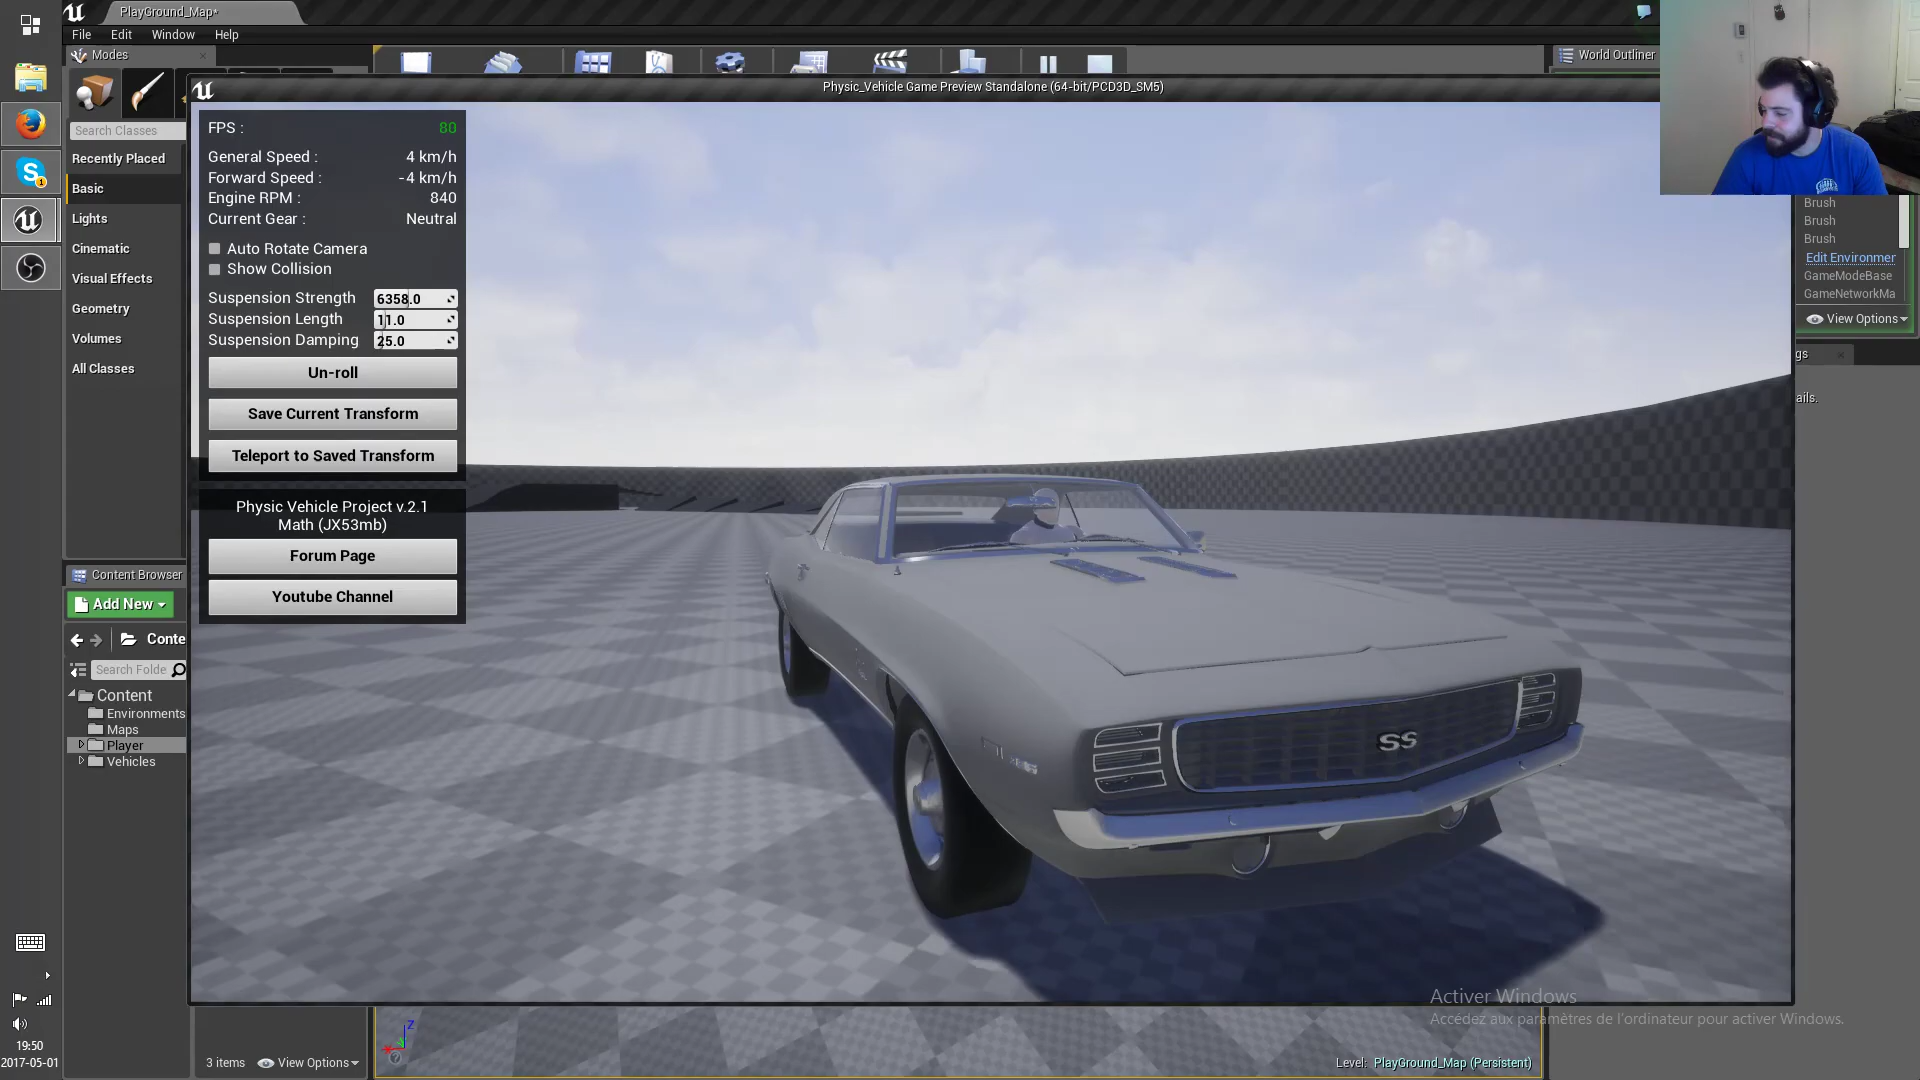 PlayGround_Map*
File Edit Window Help
Modes
World Outliner
Physic_Vehicle Game Preview Standalone (64-bit/PCD3D_SM5)
Search Classes
Recently Placed
Basic
Lights
Cinematic
Visual Effects
Geometry
Volumes
All Classes
FPS : 80
General Speed : 4 km/h
Forward Speed : -4 km/h
Engine RPM : 840
Current Gear : Neutral
Auto Rotate Camera
Show Collision
Suspension Strength 6358.0
Suspension Length 11.0
Suspension Damping 25.0
Un-roll
Save Current Transform
Teleport to Saved Transform
Physic Vehicle Project v.2.1
Math (JX53mb)
Forum Page
Youtube Channel
Brush
Brush
Brush
Edit Environmer
GameModeBase
GameNetworkMa
View Options
gs
ails.
Content Browser
Add New
Conte
Search Folde
Content
Environments
Maps
Player
Vehicles
SS
Activer Windows
Accédez aux paramètres de l'ordinateur pour activer Windows.
19:50
2017-05-01
3 items View Options
Z
Level: PlayGround_Map (Persistent)